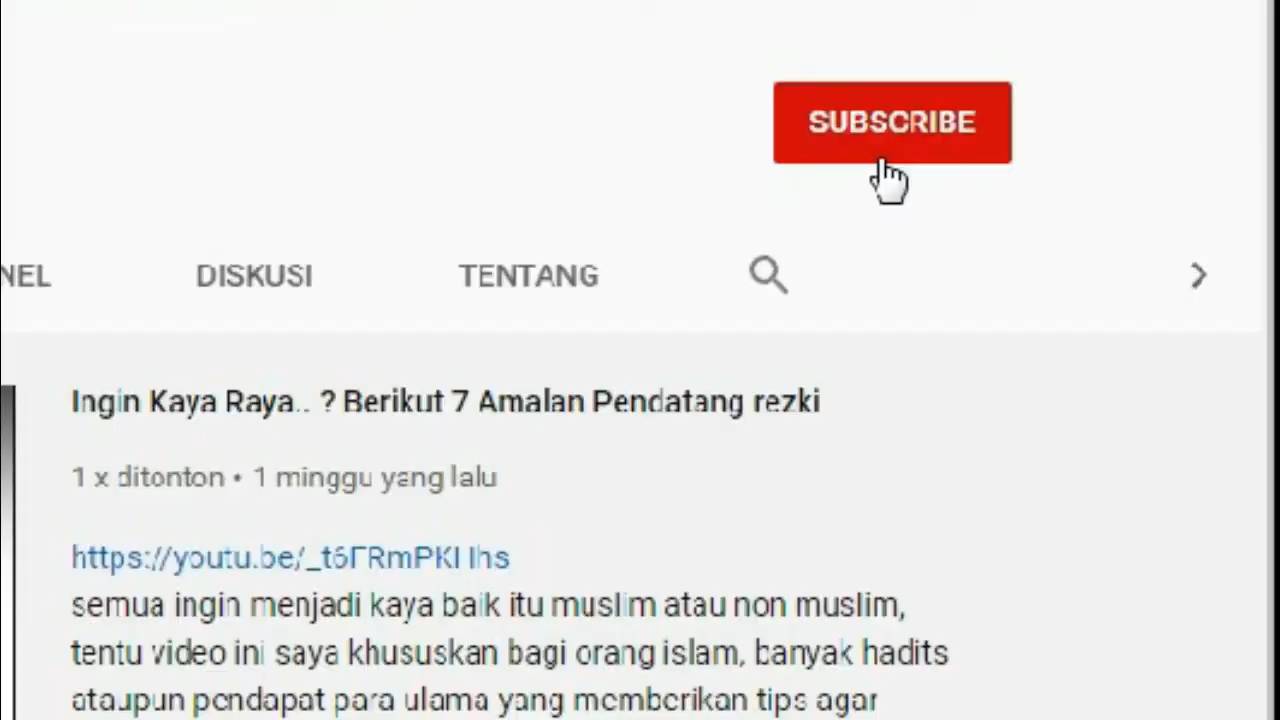 SUBSCRIBE
NEL DISKUSI TENTANG
Ingin Kaya Raya.. ? Berikut 7 Amalan Pendatang rezki
1 x ditonton • 1 minggu yang lalu
semua ingin menjadi kaya baik itu muslim atau non muslim,
tentu video ini saya khususkan bagi orang islam, banyak hadits
ataupun pendapat para ulama yang memberikan tips agar